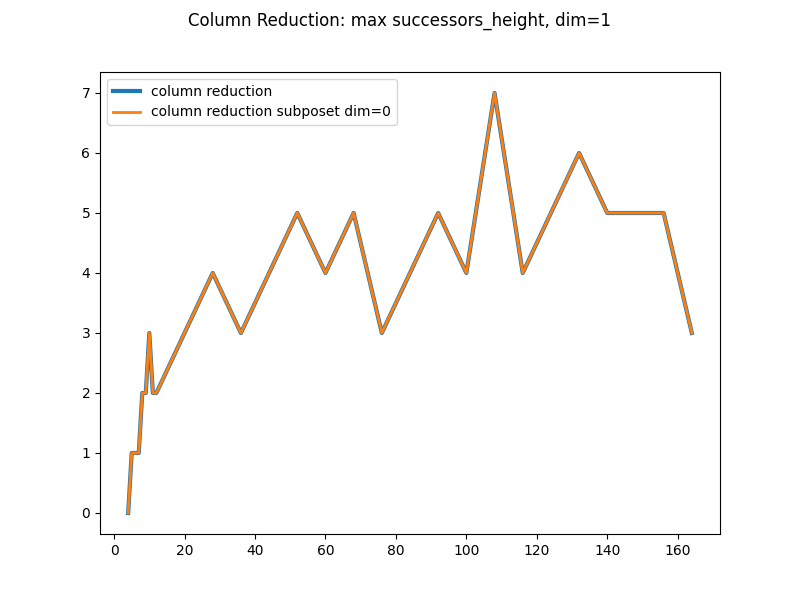 Column Reduction: max successors_height, dim=1
column reduction
column reduction subposet dim=0
7
6
5
4
3
2
1
0
0 20 40 60 80 100 120 140 160